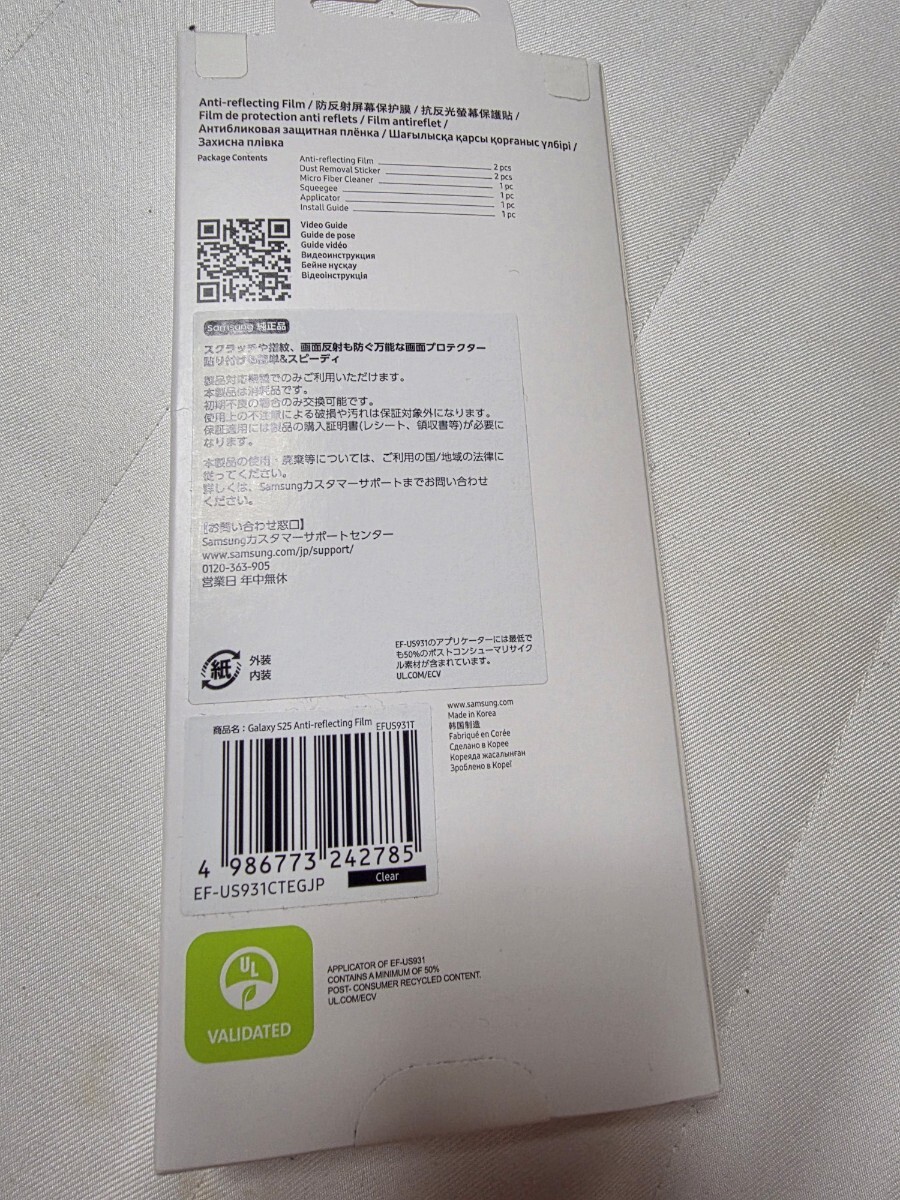 Anti-reflecting Film / 防反射屏幕保护膜 / 抗反光螢幕保護貼 /
Film de protection anti reflets / Film antireflet /
Антибликовая защитная плёнка / Шағылысқа қарсы қорғаныс үлбірі /
Захисна плівка
Package Contents
Anti-reflecting Film 2 pcs
Dust Removal Sticker 2 pcs
Micro Fiber Cleaner 1 pc
Squeegee 1 pc
Applicator 1 pc
Install Guide 1 pc
Video Guide
Guide de pose
Guide vidéo
Видеоинструкция
Бейне нұсқау
Відеоінструкція
samsung 純正品
スクラッチや指紋、画面反射も防ぐ万能な画面プロテクター
貼り付けも簡単&スピーディ
製品対応機種でのみご利用いただけます。
本製品は消耗品です。
初期不良の場合のみ交換可能です。
使用上の不注意による破損や汚れは保証対象外になります。
保証適用には製品の購入証明書(レシート、領収書等)が必要に
なります。
本製品の使用・廃棄等については、ご利用の国/地域の法律に
従ってください。
詳しくは、Samsungカスタマーサポートまでお問い合わせ
ください。
【お問い合わせ窓口】
Samsungカスタマーサポートセンター
www.samsung.com/jp/support/
0120-363-905
営業日 年中無休
紙
外装
内装
EF-US931のアプリケーターには最低で
も50%のポストコンシューマリサイク
ル素材が含まれています。
UL.COM/ECV
www.samsung.com
Made in Korea
韩国制造
Fabriqué en Corée
Сделано в Корее
Кореяда жасалынған
Зроблено в Кореї
商品名：Galaxy S25 Anti-reflecting Film EFUS931T
4 986773 242785
EF-US931CTEGJP
Clear
UL
VALIDATED
APPLICATOR OF EF-US931
CONTAINS A MINIMUM OF 50%
POST- CONSUMER RECYCLED CONTENT.
UL.COM/ECV